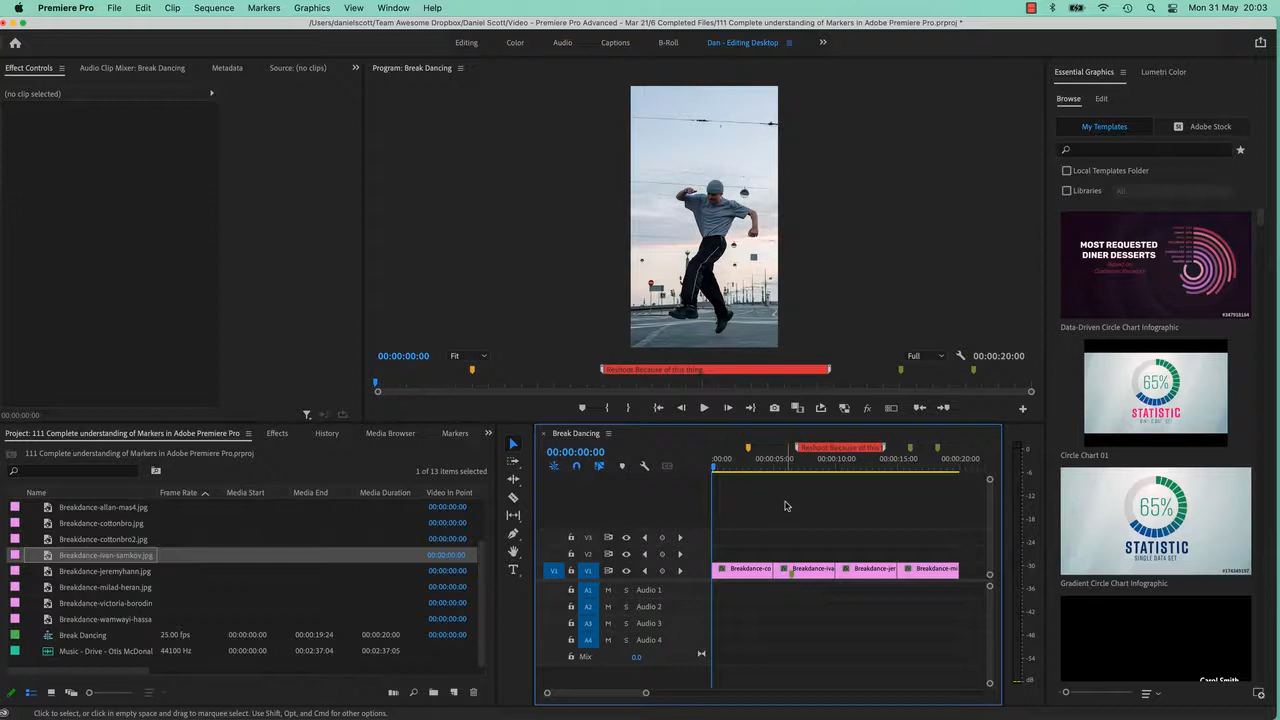 Premiere Pro File Edit Clip Sequence Markers Graphics View Window Help Mon 31 May 20:03
/Users/danielscott/Team Awesome Dropbox/Daniel Scott/Video - Premiere Pro Advanced - Mar 21/6 Completed Files/111 Complete understanding of Markers in Adobe Premiere Pro.prproj *
Editing Color Audio Captions B-Roll Dan - Editing Desktop
Effect Controls Audio Clip Mixer: Break Dancing Metadata Source: (no clips) Program: Break Dancing
Essential Graphics Lumetri Color
(no clip selected)
Browse Edit
My Templates St Adobe Stock
Local Templates Folder
Libraries All
MOST REQUESTED
DINER DESSERTS
#347918184
Data-Driven Circle Chart Infographic
65%
STATISTIC
Circle Chart 01
65%
STATISTIC
SINGLE DATA SET
#174349197
Gradient Circle Chart Infographic
Carol Smith
00:00:00:00 Fit Full 00:00:20:00
Reshoot Because of this thing
00:00:00:00
Project: 111 Complete understanding of Markers in Adobe Premiere Pro Effects History Media Browser Markers
111 Complete understanding of Markers in Adobe Premiere Pro.prproj
1 of 13 items selected
Name Frame Rate Media Start Media End Media Duration Video In Point
Breakdance-allan-mas4.jpg 00:00:00:00
Breakdance-cottonbro.jpg 00:00:00:00
Breakdance-cottonbro2.jpg 00:00:00:00
Breakdance-ivan-samkov.jpg 00:00:00:00
Breakdance-jeremyhann.jpg 00:00:00:00
Breakdance-milad-heran.jpg 00:00:00:00
Breakdance-victoria-borodin 00:00:00:00
Breakdance-wamwayi-hassa 00:00:00:00
Break Dancing 25.00 fps 00:00:00:00 00:00:19:24 00:00:20:00 00:00:00:00
Music - Drive - Otis McDonal 44100 Hz 00:00:00:00 00:02:37:04 00:02:37:05
Break Dancing
00:00:00:00
Reshoot Because of this
:00:00 00:00:05:00 00:00:10:00 00:00:15:00 00:00:20:00
V3
V2
V1 V1 Breakdance-co Breakdance-iva Breakdance-jer Breakdance-mi
A1 M S Audio 1
A2 M S Audio 2
A3 M S Audio 3
A4 M S Audio 4
Mix 0.0
0
-6
-12
-18
-24
-30
-36
-42
-48
-54
dB
Click to select, or click in empty space and drag to marquee select. Use Shift, Opt, and Cmd for other options.